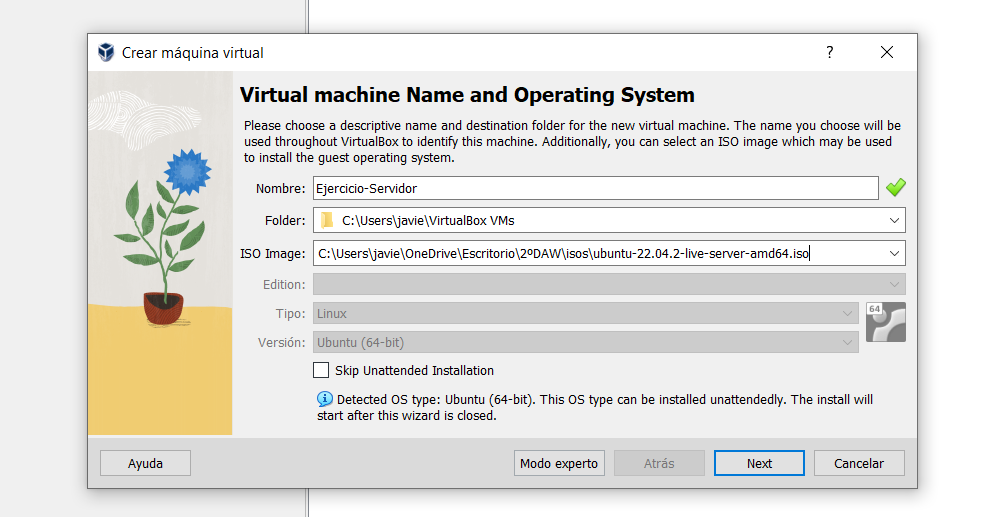 Crear máquina virtual
?
Virtual machine Name and Operating System
Please choose a descriptive name and destination folder for the new virtual machine. The name you choose will be
used throughout VirtualBox to identify this machine. Additionally, you can select an ISO image which may be used
to install the guest operating system.
Nombre: Ejercicio-Servidor
Folder: C:\Users\javie\VirtualBox VMs
ISO Image: C:\Users\javie\OneDrive\Escritorio\2ºDAW\isos\ubuntu-22.04.2-live-server-amd64.iso
Edition:
Tipo: Linux
64
Versión: Ubuntu (64-bit)
Skip Unattended Installation
Detected OS type: Ubuntu (64-bit). This OS type can be installed unattendedly. The install will
start after this wizard is closed.
Ayuda Modo experto Atrás Next Cancelar